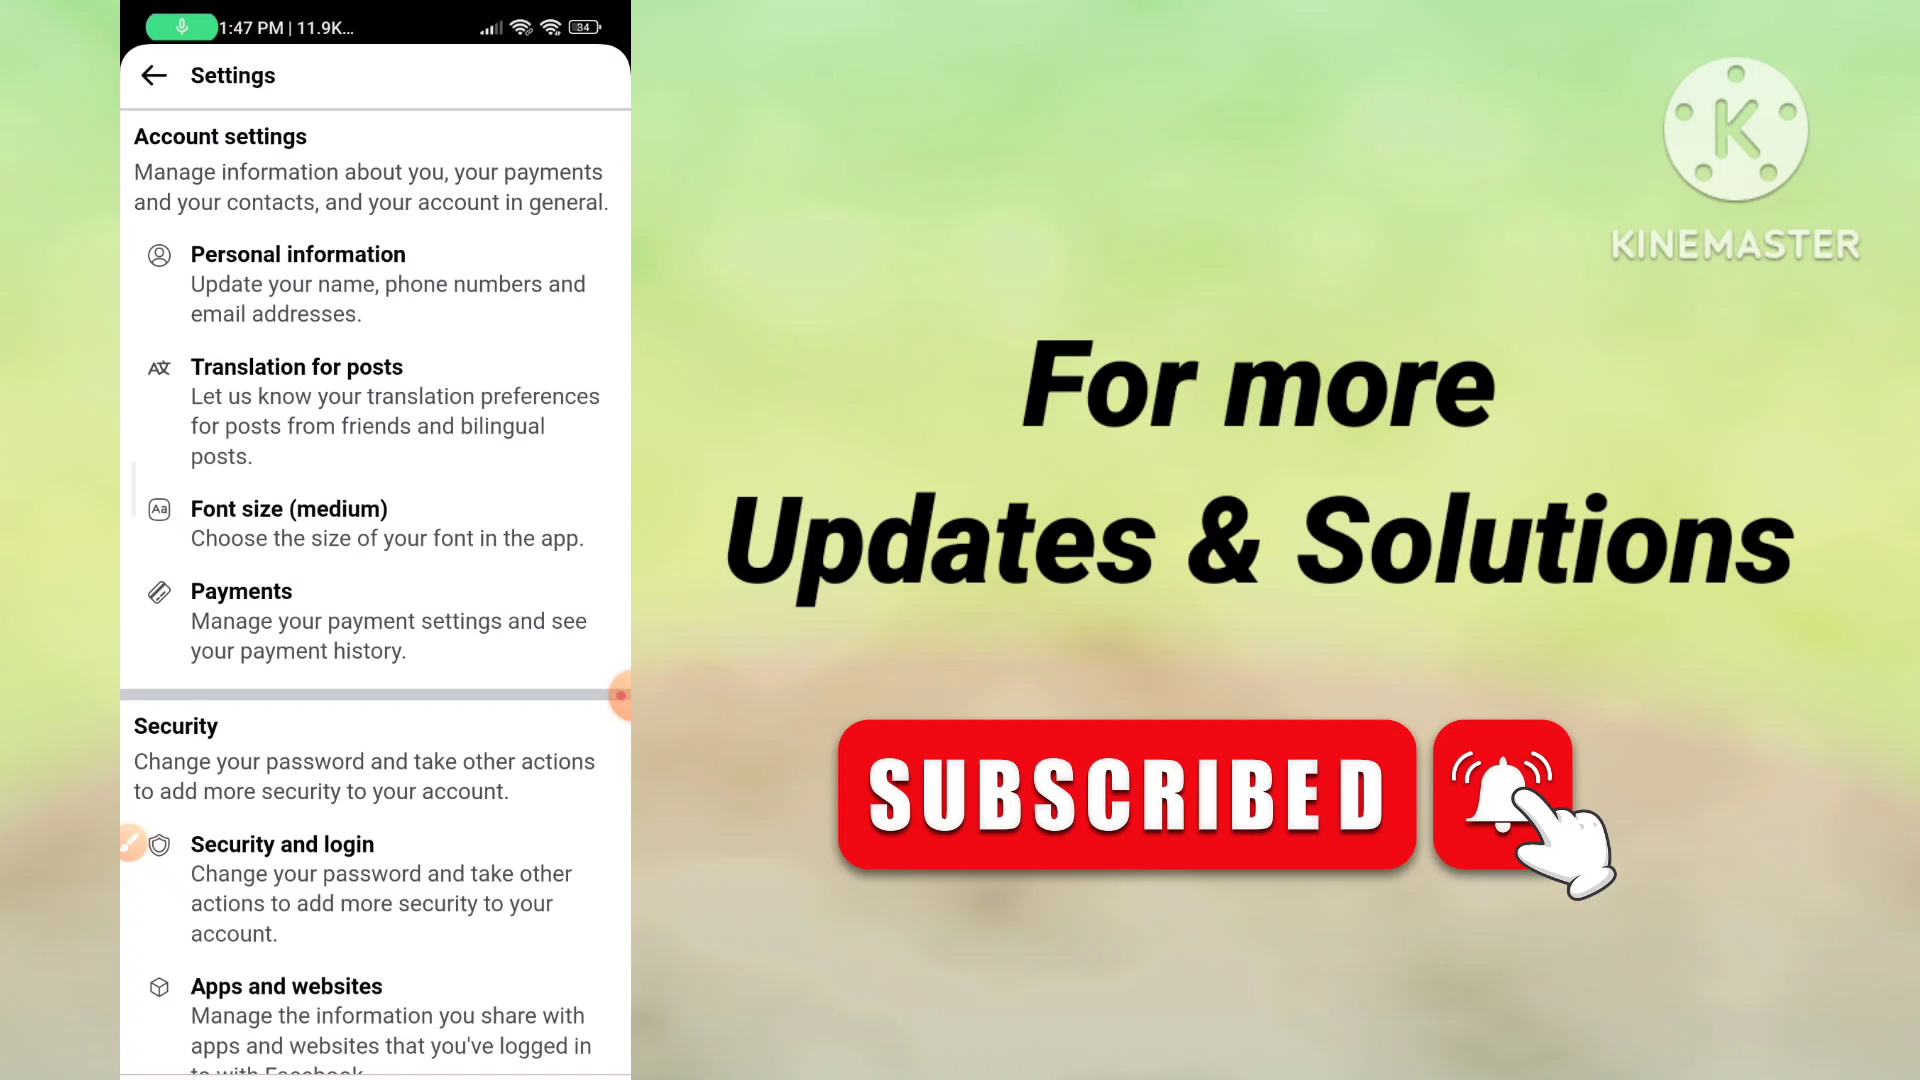 1:47 PM | 11.9K...
34
Settings
Account settings
Manage information about you, your payments
and your contacts, and your account in general.
Personal information
Update your name, phone numbers and
email addresses.
Translation for posts
Let us know your translation preferences
for posts from friends and bilingual
posts.
Aa
Font size (medium)
Choose the size of your font in the app.
Payments
Manage your payment settings and see
your payment history.
Security
Change your password and take other actions
to add more security to your account.
Security and login
Change your password and take other
actions to add more security to your
account.
Apps and websites
Manage the information you share with
apps and websites that you've logged in
to with Facebook
K
KINEMASTER
For more
Updates & Solutions
SUBSCRIBED